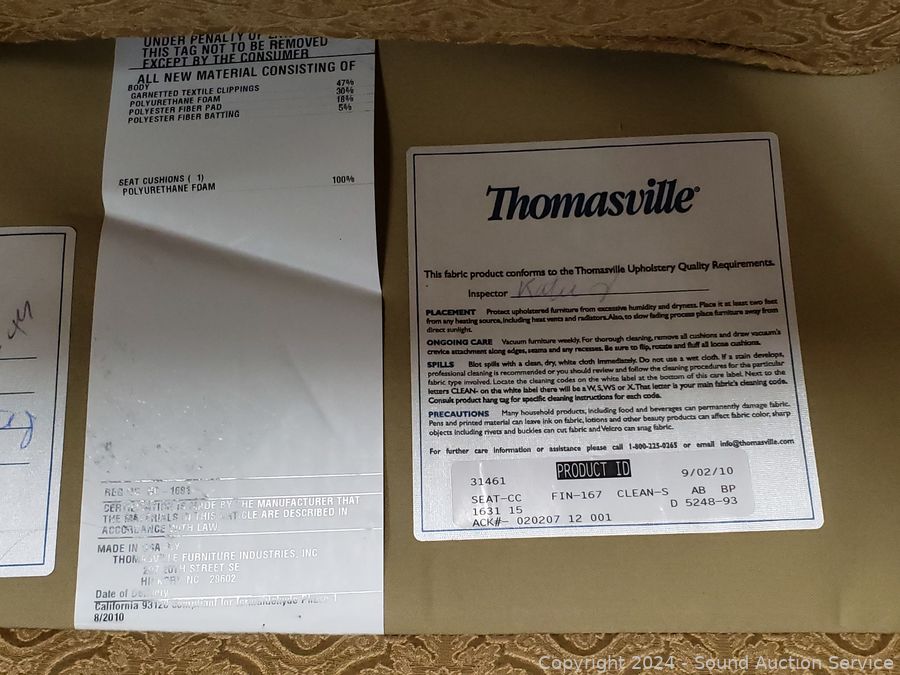 UNDER PENALTY OF
THIS TAG NOT TO BE REMOVED
EXCEPT BY THE CONSUMER
ALL NEW MATERIAL CONSISTING OF
BODY
GARNETTED TEXTILE CLIPPINGS 47%
POLYURETHANE FOAM 30%
POLYESTER FIBER PAD 18%
POLYESTER FIBER BATTING 5%
SEAT CUSHIONS ( 1)
POLYURETHANE FOAM 100%
REG
BY THE MANUFACTURER THAT
THE IN THIS ARE DESCRIBED IN
ACCORDANCE WITH LAW.
MADE IN
FURNITURE INDUSTRIES, INC
STREET SE
NC 28602
Date of
California 93120 compliant for formaldehyde
8/2010
Thomasville
This fabric product conforms to the Thomasville Upholstery Quality Requirements.
Inspector
PLACEMENT Protect upholstered furniture from excessive humidity and dryness. Place it at least two feet
from any heating source, including heat vents and radiators. Also, to slow fading process place furniture away from
direct sunlight.
ONGOING CARE Vacuum furniture weekly. For thorough cleaning, remove all cushions and draw vacuum's
crevice attachment along edges, seams and any recesses. Be sure to flip, rotate and fluff all loose cushions.
SPILLS Blot spills with a clean, dry, white cloth immediately. Do not use a wet cloth. If a stain develops,
professional cleaning is recommended or you should review and follow the cleaning procedures for the particular
fabric type involved. Locate the cleaning codes on the white label at the bottom of this care label. Next to the
letters CLEAN- on the white label there will be a W, S, WS or X. That letter is your main fabric's cleaning code.
Consult product hang tag for specific cleaning instructions for each code.
PRECAUTIONS Many household products, including food and beverages can permanently damage fabric.
Pens and printed material can leave ink on fabric, lotions and other beauty products can affect fabric color, sharp
objects including rivets and buckles can cut fabric and Velcro can snag fabric.
For further care information or assistance please call 1-800-225-0265 or email info@thomasville.com
31461 PRODUCT ID 9/02/10
SEAT-CC FIN-167 CLEAN-S AB BP
1631 15 D 5248-93
ACK#- 020207 12 001
Copyright 2024 - Sound Auction Service